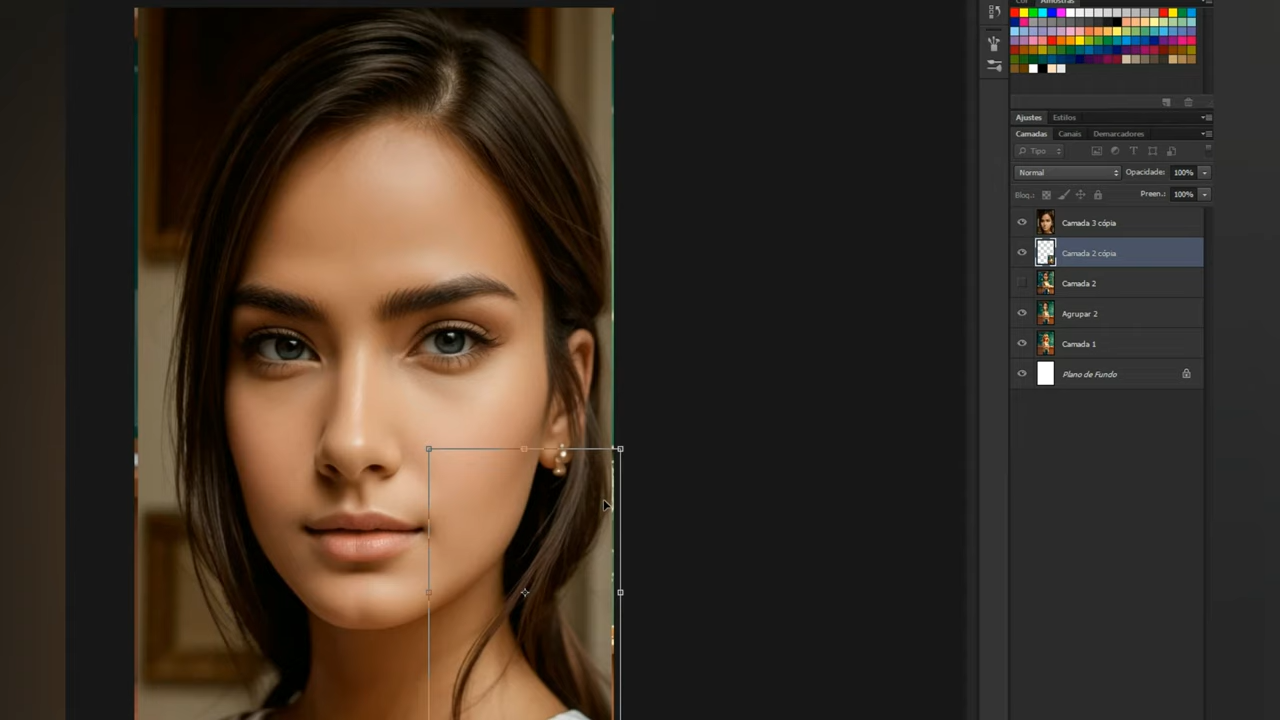 Amostras
Ajustes Estilos
Camadas Canais Demarcadores
Tipo
Normal Opacidade: 100%
Bloq.: Preen.: 100%
Camada 3 cópia
Camada 2 cópia
Camada 2
Agrupar 2
Camada 1
Plano de Fundo